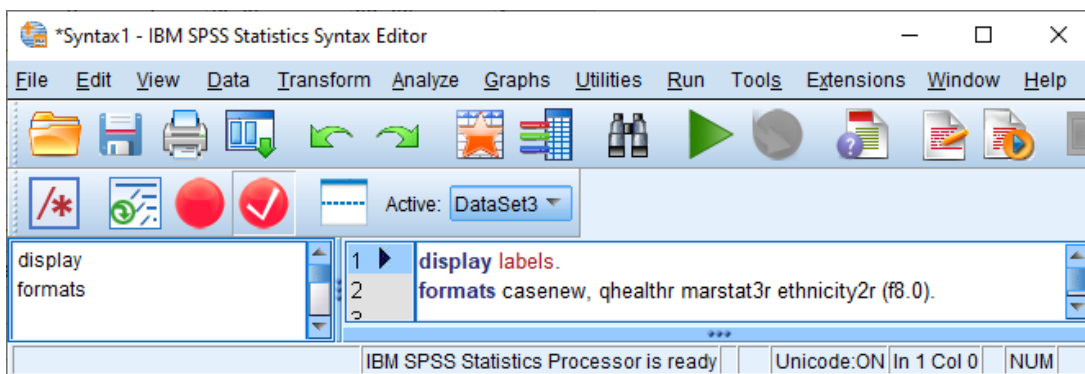 *Syntax1 - IBM SPSS Statistics Syntax Editor
File Edit View Data Transform Analyze Graphs Utilities Run Tools Extensions Window Help
/* Active: DataSet3
display
formats
1 display labels.
2 formats casenew, qhealthr marstat3r ethnicity2r (f8.0).
3
IBM SPSS Statistics Processor is ready Unicode:ON In 1 Col 0 NUM